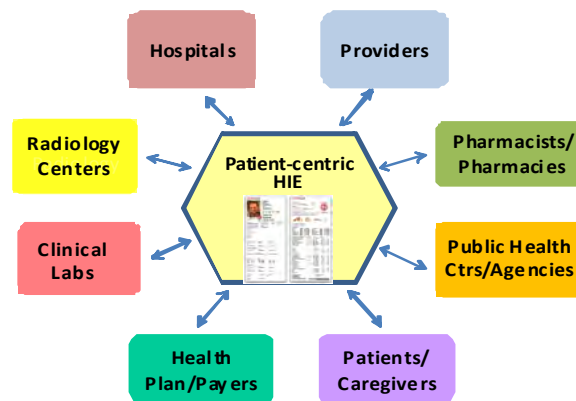 Hospitals
Providers
Radiology
Centers
Patient-centric
HIE
Pharmacists/
Pharmacies
Clinical
Labs
Public Health
Ctrs/Agencies
Health
Plan/Payers
Patients/
Caregivers